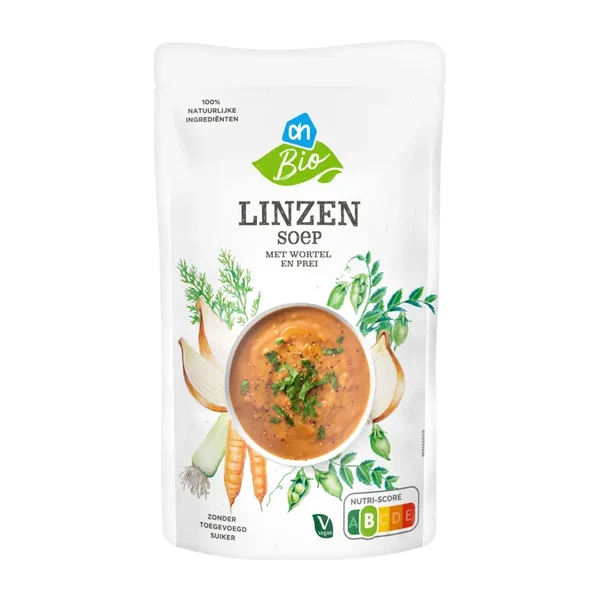 100%
NATUURLIJKE
INGREDIËNTEN
ah
Bio
LINZEN
SOEP
MET WORTEL
EN PREI
ZONDER
TOEGEVOEGD
SUIKER
V
Vegan
NUTRI-SCORE
A B C D E